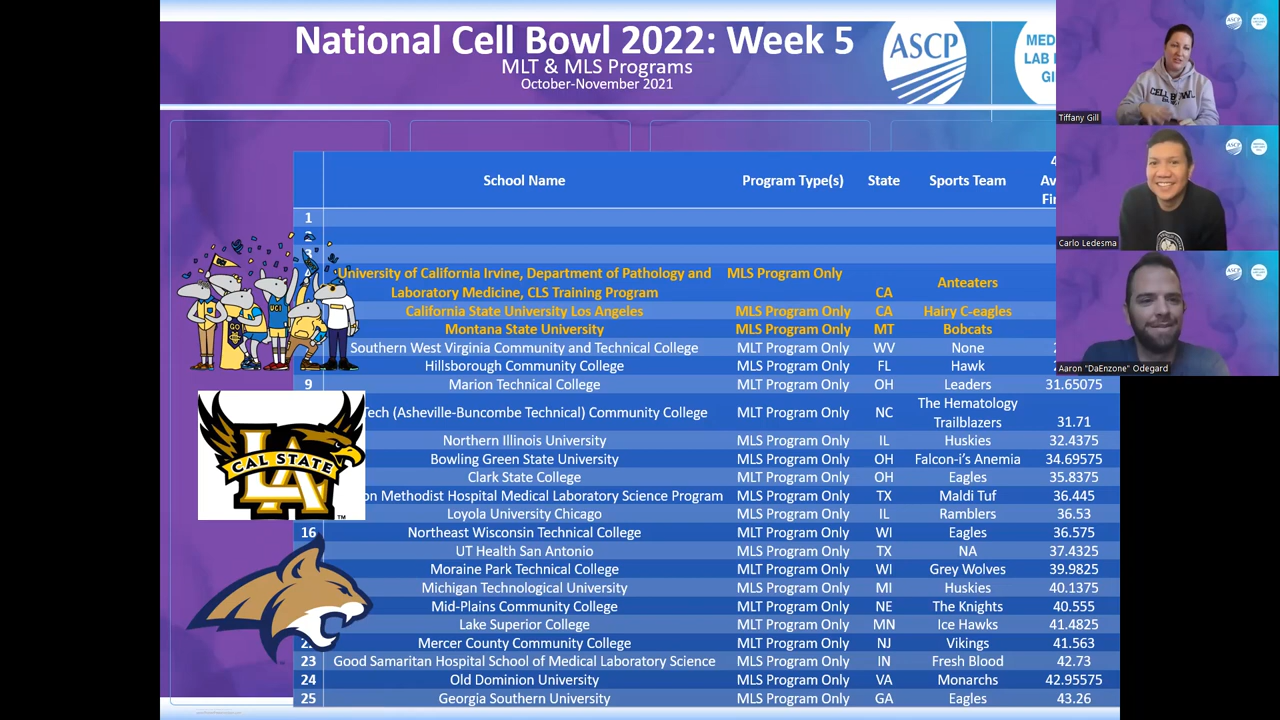 National Cell Bowl 2022: Week 5
MLT & MLS Programs
October-November 2021
ASCP
MED
LAB
GI
Tiffany Gill
CELL BOWL
Carlo Ledesma
Aaron "DaEnzone" Odegard
School Name Program Type(s) State Sports Team 4
Av
Fi
1
University of California Irvine, Department of Pathology and Laboratory Medicine, CLS Training Program MLS Program Only CA Anteaters
California State University Los Angeles MLS Program Only CA Hairy C-eagles
Montana State University MLS Program Only MT Bobcats
Southern West Virginia Community and Technical College MLT Program Only WV None
Hillsborough Community College MLS Program Only FL Hawk
9 Marion Technical College MLT Program Only OH Leaders 31.65075
Tech (Asheville-Buncombe Technical) Community College MLT Program Only NC The Hematology Trailblazers 31.71
Northern Illinois University MLS Program Only IL Huskies 32.4375
Bowling Green State University MLS Program Only OH Falcon-i's Anemia 34.69575
Clark State College MLT Program Only OH Eagles 35.8375
on Methodist Hospital Medical Laboratory Science Program MLS Program Only TX Maldi Tuf 36.445
Loyola University Chicago MLS Program Only IL Ramblers 36.53
16 Northeast Wisconsin Technical College MLT Program Only WI Eagles 36.575
UT Health San Antonio MLS Program Only TX NA 37.4325
Moraine Park Technical College MLT Program Only WI Grey Wolves 39.9825
Michigan Technological University MLS Program Only MI Huskies 40.1375
Mid-Plains Community College MLT Program Only NE The Knights 40.555
Lake Superior College MLT Program Only MN Ice Hawks 41.4825
Mercer County Community College MLT Program Only NJ Vikings 41.563
23 Good Samaritan Hospital School of Medical Laboratory Science MLS Program Only IN Fresh Blood 42.73
24 Old Dominion University MLS Program Only VA Monarchs 42.95575
25 Georgia Southern University MLS Program Only GA Eagles 43.26
UCI
GO
CAL STATE
LA
TM